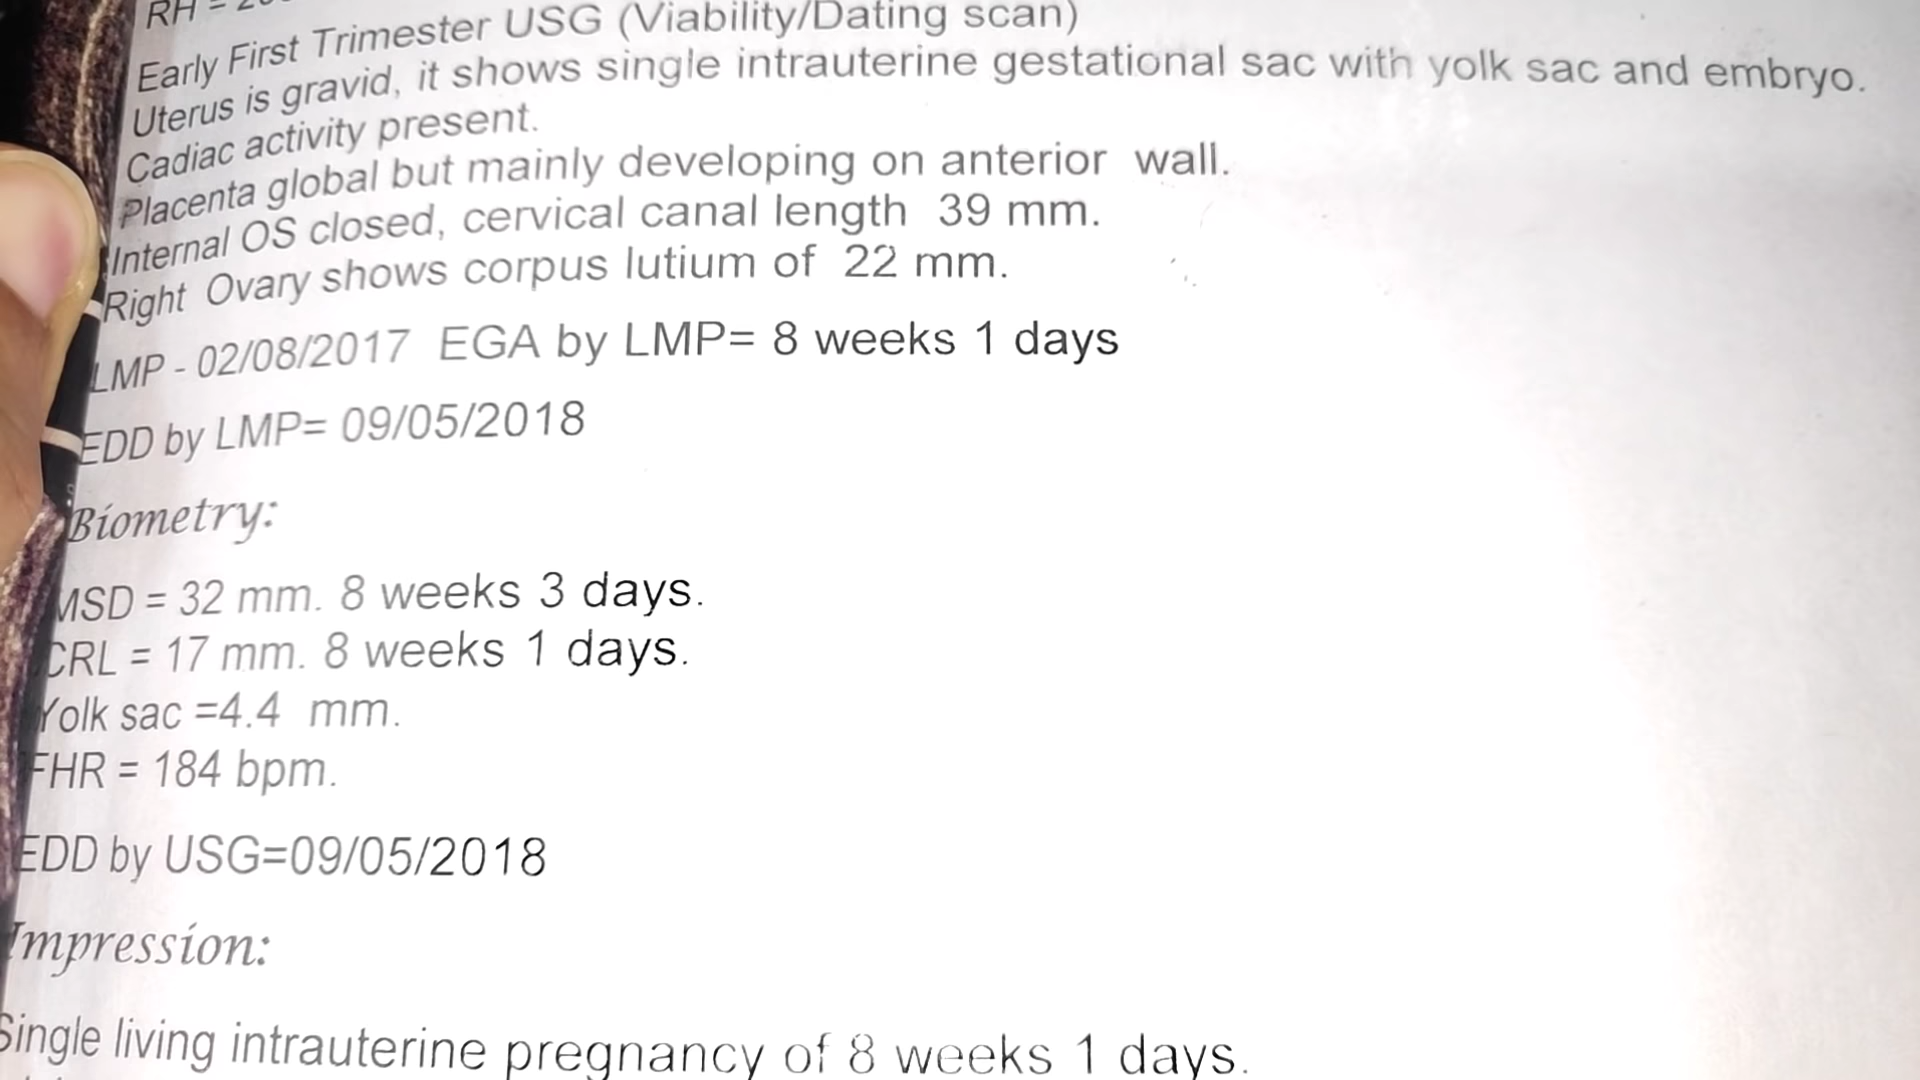 RH =
Early First Trimester USG (Viability/Dating scan)
Uterus is gravid, it shows single intrauterine gestational sac with yolk sac and embryo.
Cadiac activity present.
Placenta global but mainly developing on anterior wall.
Internal OS closed, cervical canal length 39 mm.
Right Ovary shows corpus lutium of 22 mm.
LMP - 02/08/2017 EGA by LMP= 8 weeks 1 days
EDD by LMP= 09/05/2018
Biometry:
MSD = 32 mm. 8 weeks 3 days.
CRL = 17 mm. 8 weeks 1 days.
Yolk sac =4.4 mm.
FHR = 184 bpm.
EDD by USG=09/05/2018
Impression:
Single living intrauterine pregnancy of 8 weeks 1 days.